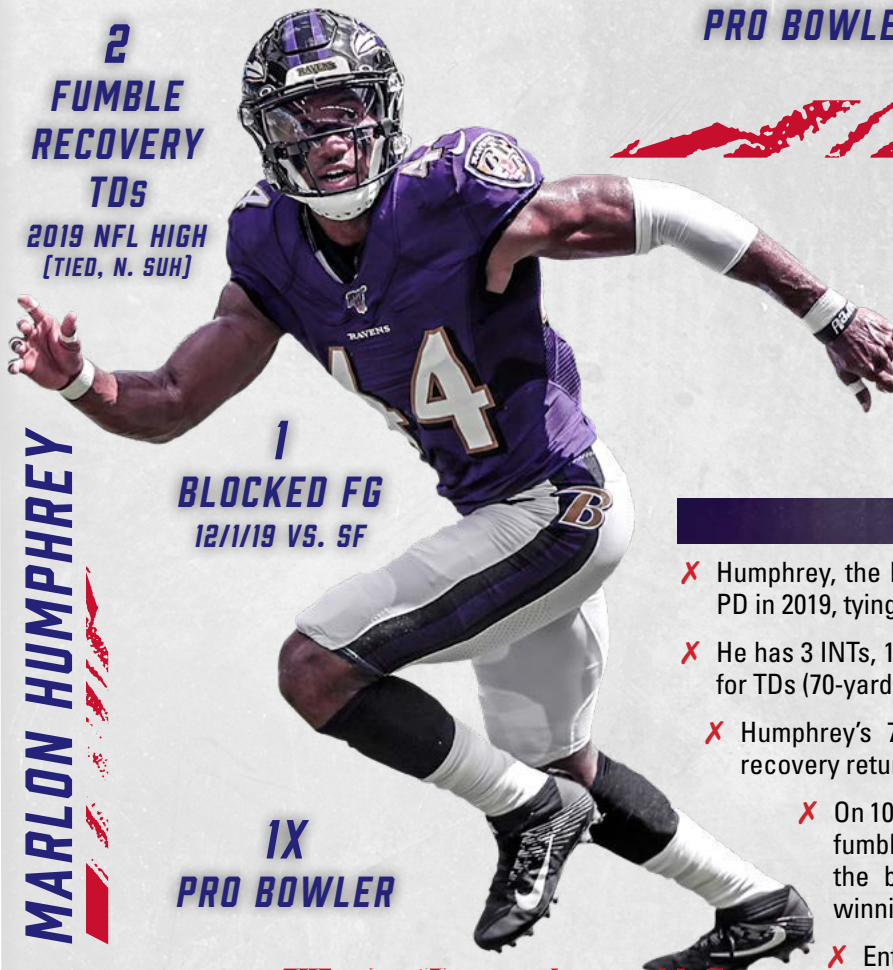 2
FUMBLE
RECOVERY
TDs
2019 NFL HIGH
[TIED, N. SUH]
PRO BOWLE
RAVENS
44
44
RAVENS
1
BLOCKED FG
12/1/19 VS. SF
B
MARLON HUMPHREY
1X
PRO BOWLER
✗ Humphrey, the
PD in 2019, tying
✗ He has 3 INTs, 1
for TDs (70-yard
✗ Humphrey's 7
recovery retu
✗ On 10
fumbl
the b
winni
✗ Ent